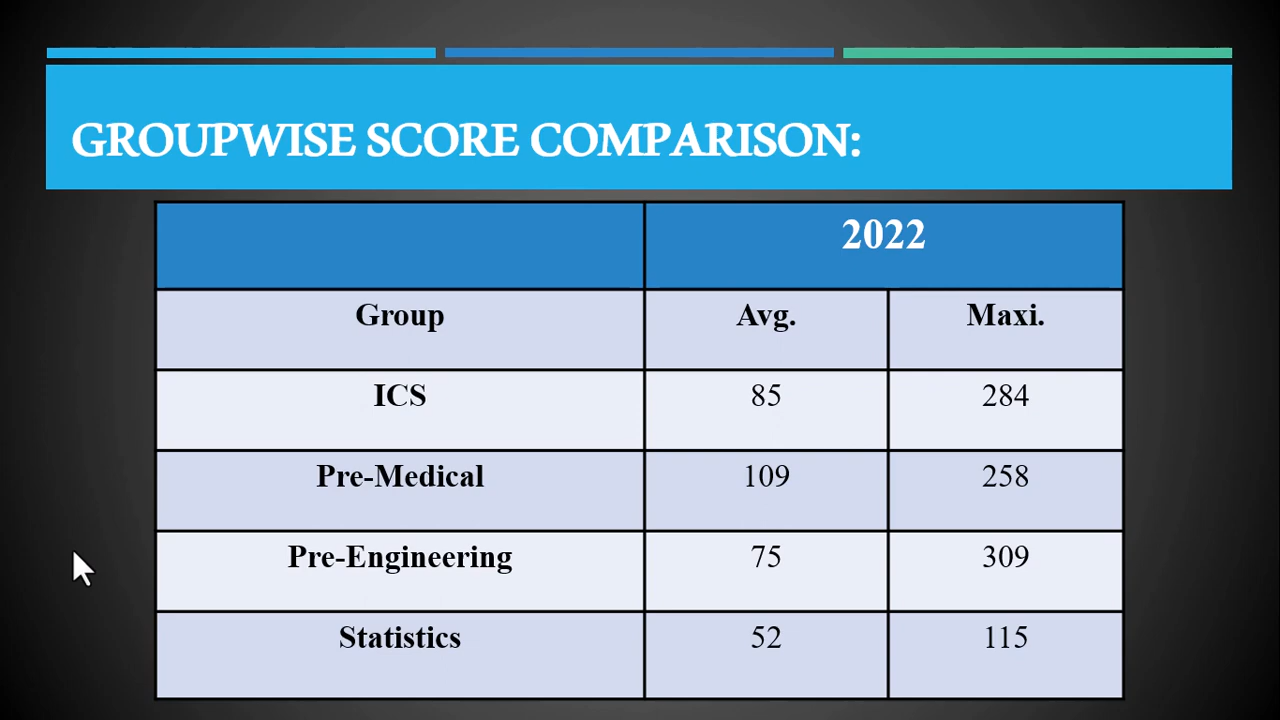 GROUPWISE SCORE COMPARISON:
2022
Group Avg. Maxi.
ICS 85 284
Pre-Medical 109 258
Pre-Engineering 75 309
Statistics 52 115